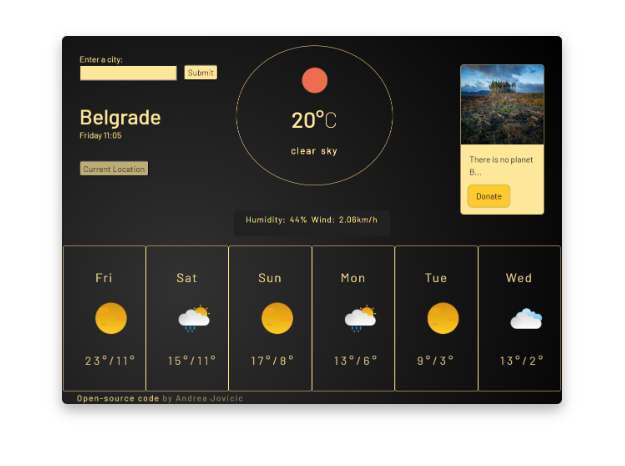 Enter a city:
Submit
Belgrade
Friday 11:05
Current Location
20°C
clear sky
Humidity: 44% Wind: 2.06km/h
There is no planet
B...
Donate
Fri Sat Sun Mon Tue Wed
23°/11° 15°/11° 17°/8° 13°/6° 9°/3° 13°/2°
Open-source code by Andrea Jovicic